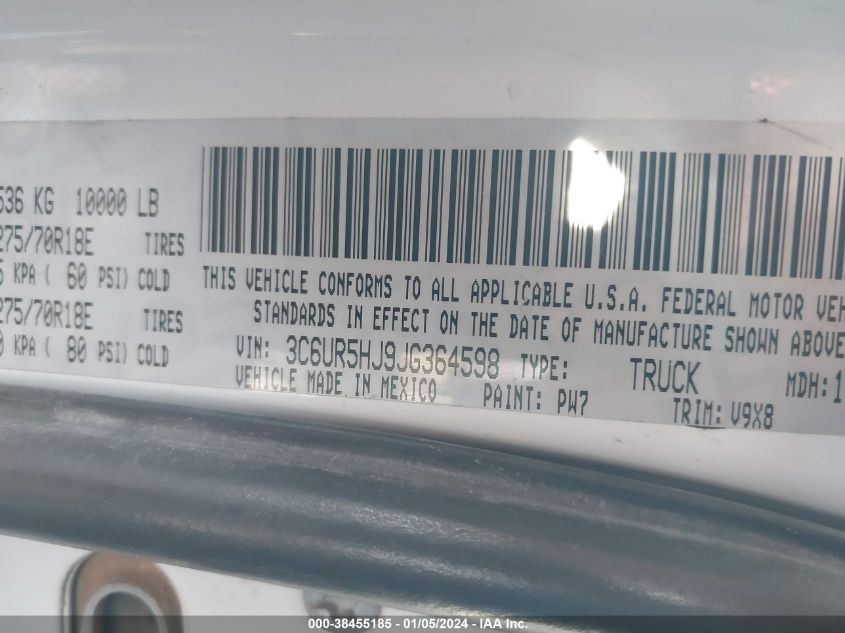 536 KG 10000 LB
275/70R18E TIRES
5 KPA ( 60 PSI) COLD
275/70R18E TIRES
0 KPA ( 80 PSI) COLD
THIS VEHICLE CONFORMS TO ALL APPLICABLE U.S.A. FEDERAL MOTOR VEH
STANDARDS IN EFFECT ON THE DATE OF MANUFACTURE SHOWN ABOVE
VIN: 3C6UR5HJ9JG364598 TYPE: TRUCK MDH: 1
VEHICLE MADE IN MEXICO PAINT: PW7 TRIM: V9X8
000-38455185 - 01/05/2024 - IAA Inc.